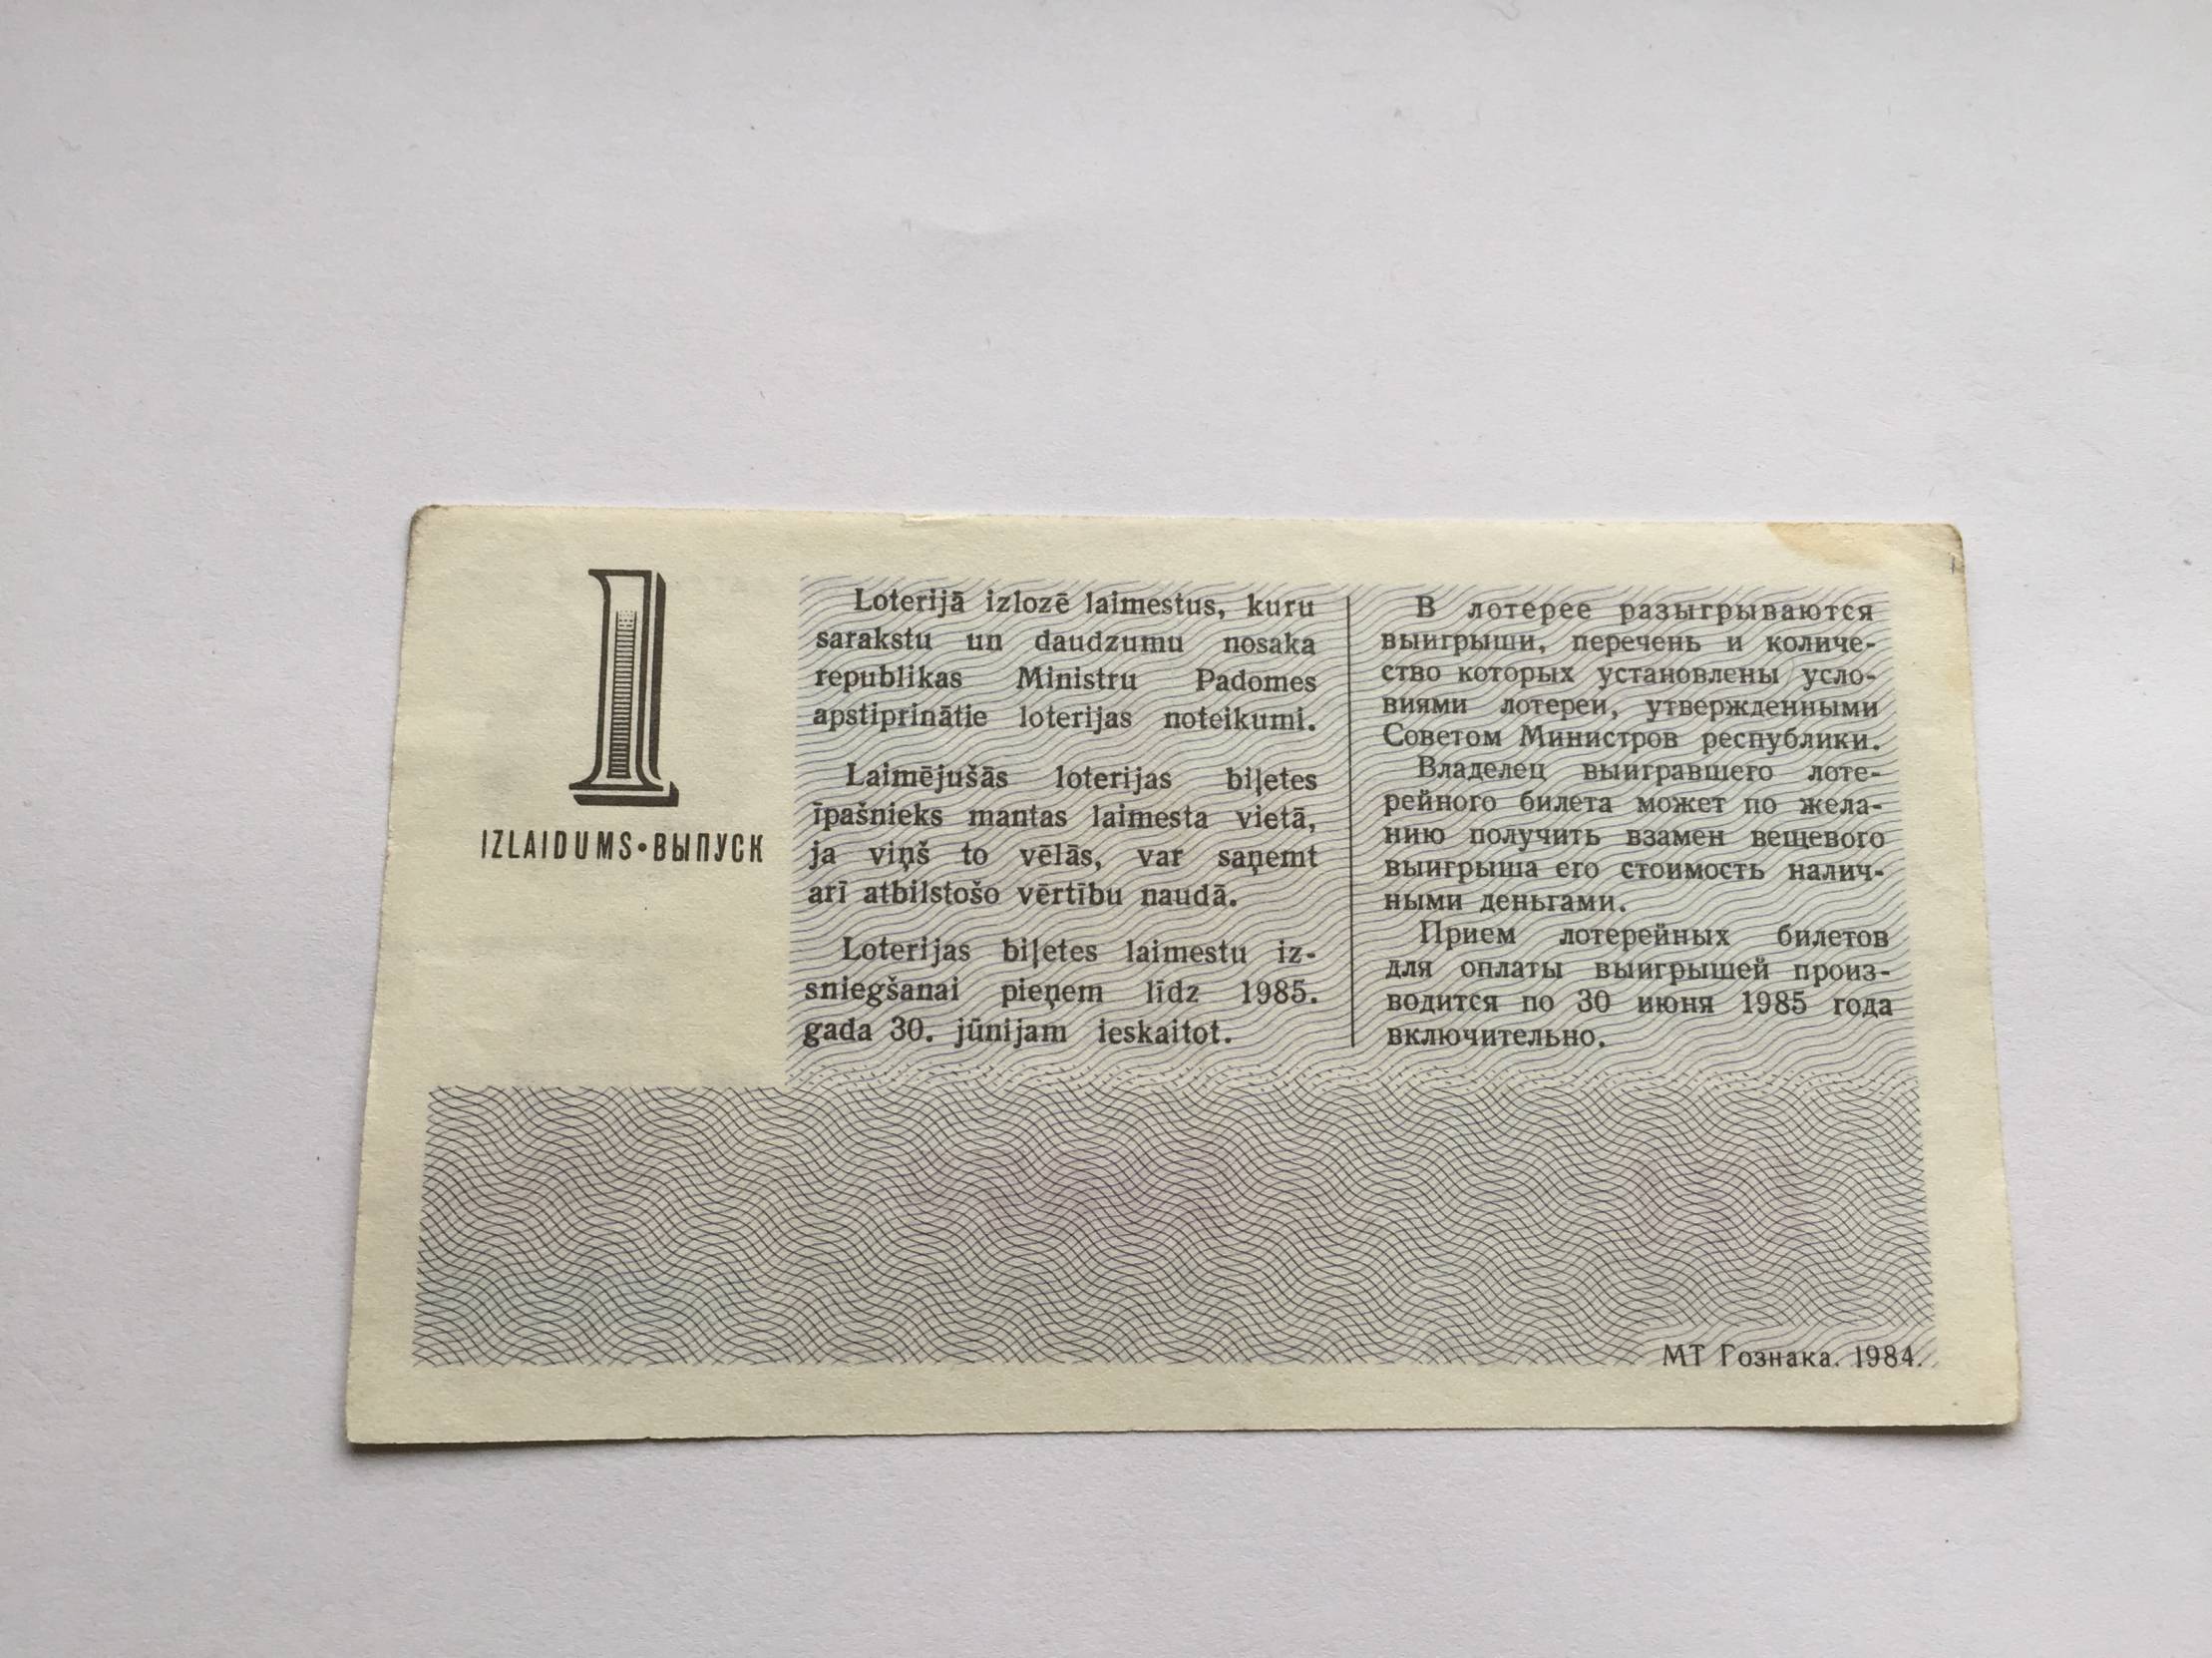 1
IZLAIDUMS•ВЫПУСК
Loterijā izlozē laimestus, kuru
sarakstu un daudzumu nosaka
republikas Ministru Padomes
apstiprinātie loterijas noteikumi.
Laimējušās loterijas biļetes
īpašnieks mantas laimesta vietā,
ja viņš to vēlās, var saņemt
arī atbilstošo vērtību naudā.
Loterijas biļetes laimestu iz-
sniegšanai pieņem līdz 1985.
gada 30. jūnijam ieskaitot.
В лотерее разыгрываются
выигрыши, перечень и количе-
ство которых установлены усло-
виями лотереи, утвержденными
Советом Министров республики.
Владелец выигравшего лоте-
рейного билета может по жела-
нию получить взамен вещевого
выигрыша его стоимость налич-
ными деньгами.
Прием лотерейных билетов
для оплаты выигрышей произ-
водится по 30 июня 1985 года
включительно.
МТ Гознака. 1984.